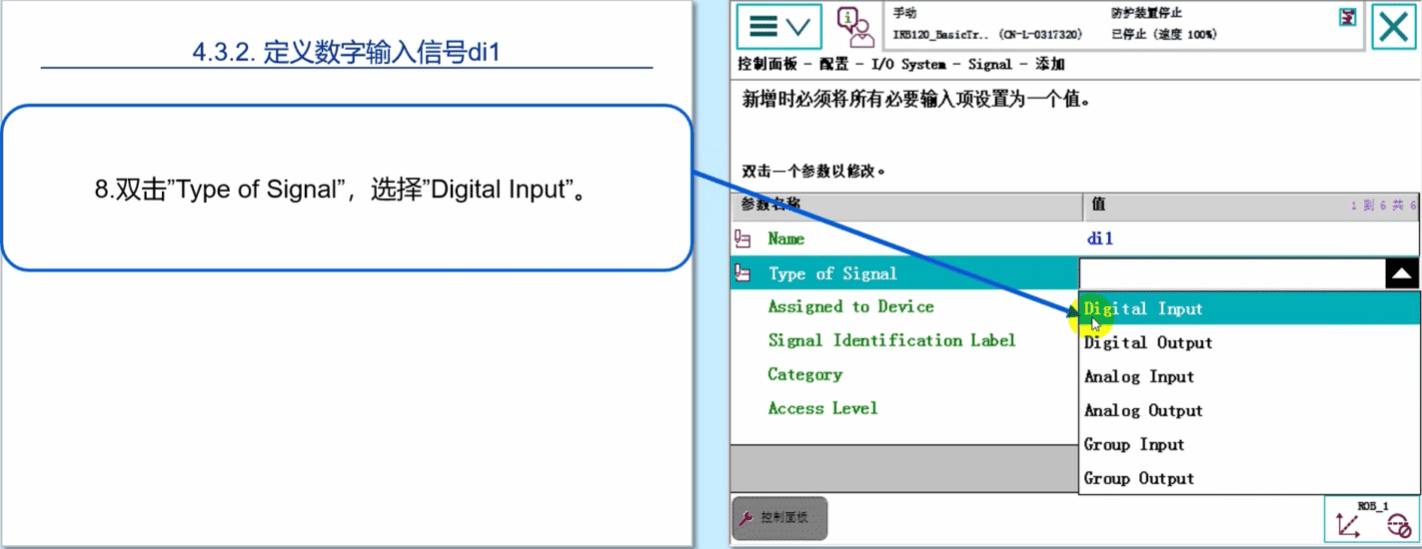 4.3.2. 定义数字输入信号di1
8.双击”Type of Signal”，选择”Digital Input”。
手动
IRB120_BasicTr.. (CN-L-0317320)
防护装置停止
已停止 (速度 100%)
控制面板 - 配置 - I/O System - Signal - 添加
新增时必须将所有必要输入项设置为一个值。
双击一个参数以修改。
参数名称 值 1 到 6 共 6
Name di1
Type of Signal
Assigned to Device
Signal Identification Label
Category
Access Level
Digital Input
Digital Output
Analog Input
Analog Output
Group Input
Group Output
控制面板
ROB_1